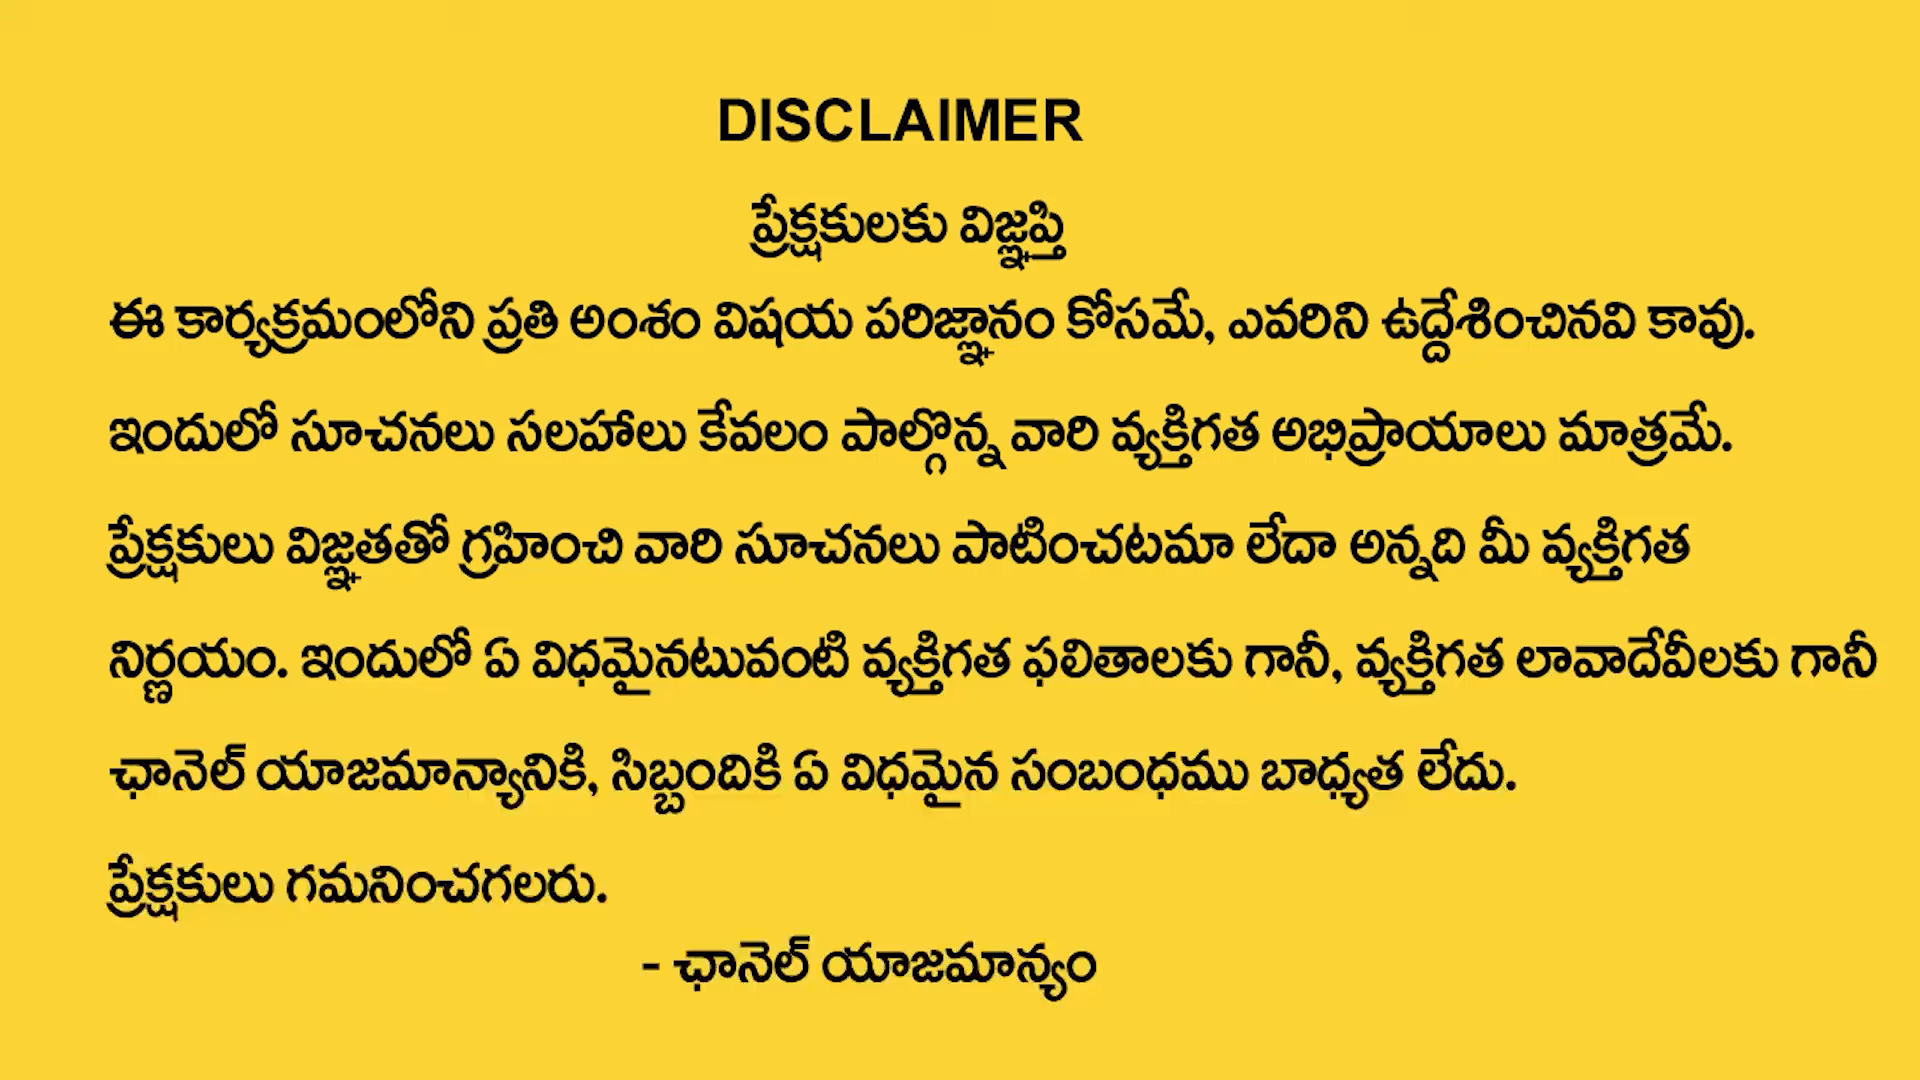 DISCLAIMER
ప్రేక్షకులకు విజ్ఞప్తి
ఈ కార్యక్రమంలోని ప్రతి అంశం విషయ పరిజ్ఞానం కోసమే, ఎవరిని ఉద్దేశించినవి కావు.
ఇందులో సూచనలు సలహాలు కేవలం పాల్గొన్న వారి వ్యక్తిగత అభిప్రాయాలు మాత్రమే.
ప్రేక్షకులు విజ్ఞతతో గ్రహించి వారి సూచనలు పాటించటమా లేదా అన్నది మీ వ్యక్తిగత
నిర్ణయం. ఇందులో ఏ విధమైనటువంటి వ్యక్తిగత ఫలితాలకు గానీ, వ్యక్తిగత లావాదేవీలకు గానీ
ఛానెల్ యాజమాన్యానికి, సిబ్బందికి ఏ విధమైన సంబంధము బాధ్యత లేదు.
ప్రేక్షకులు గమనించగలరు.
- ఛానెల్ యాజమాన్యం